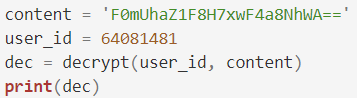 content = 'F0mUhaZ1F8H7xwF4a8NhWA=='
user_id = 64081481
dec = decrypt(user_id, content)
print(dec)